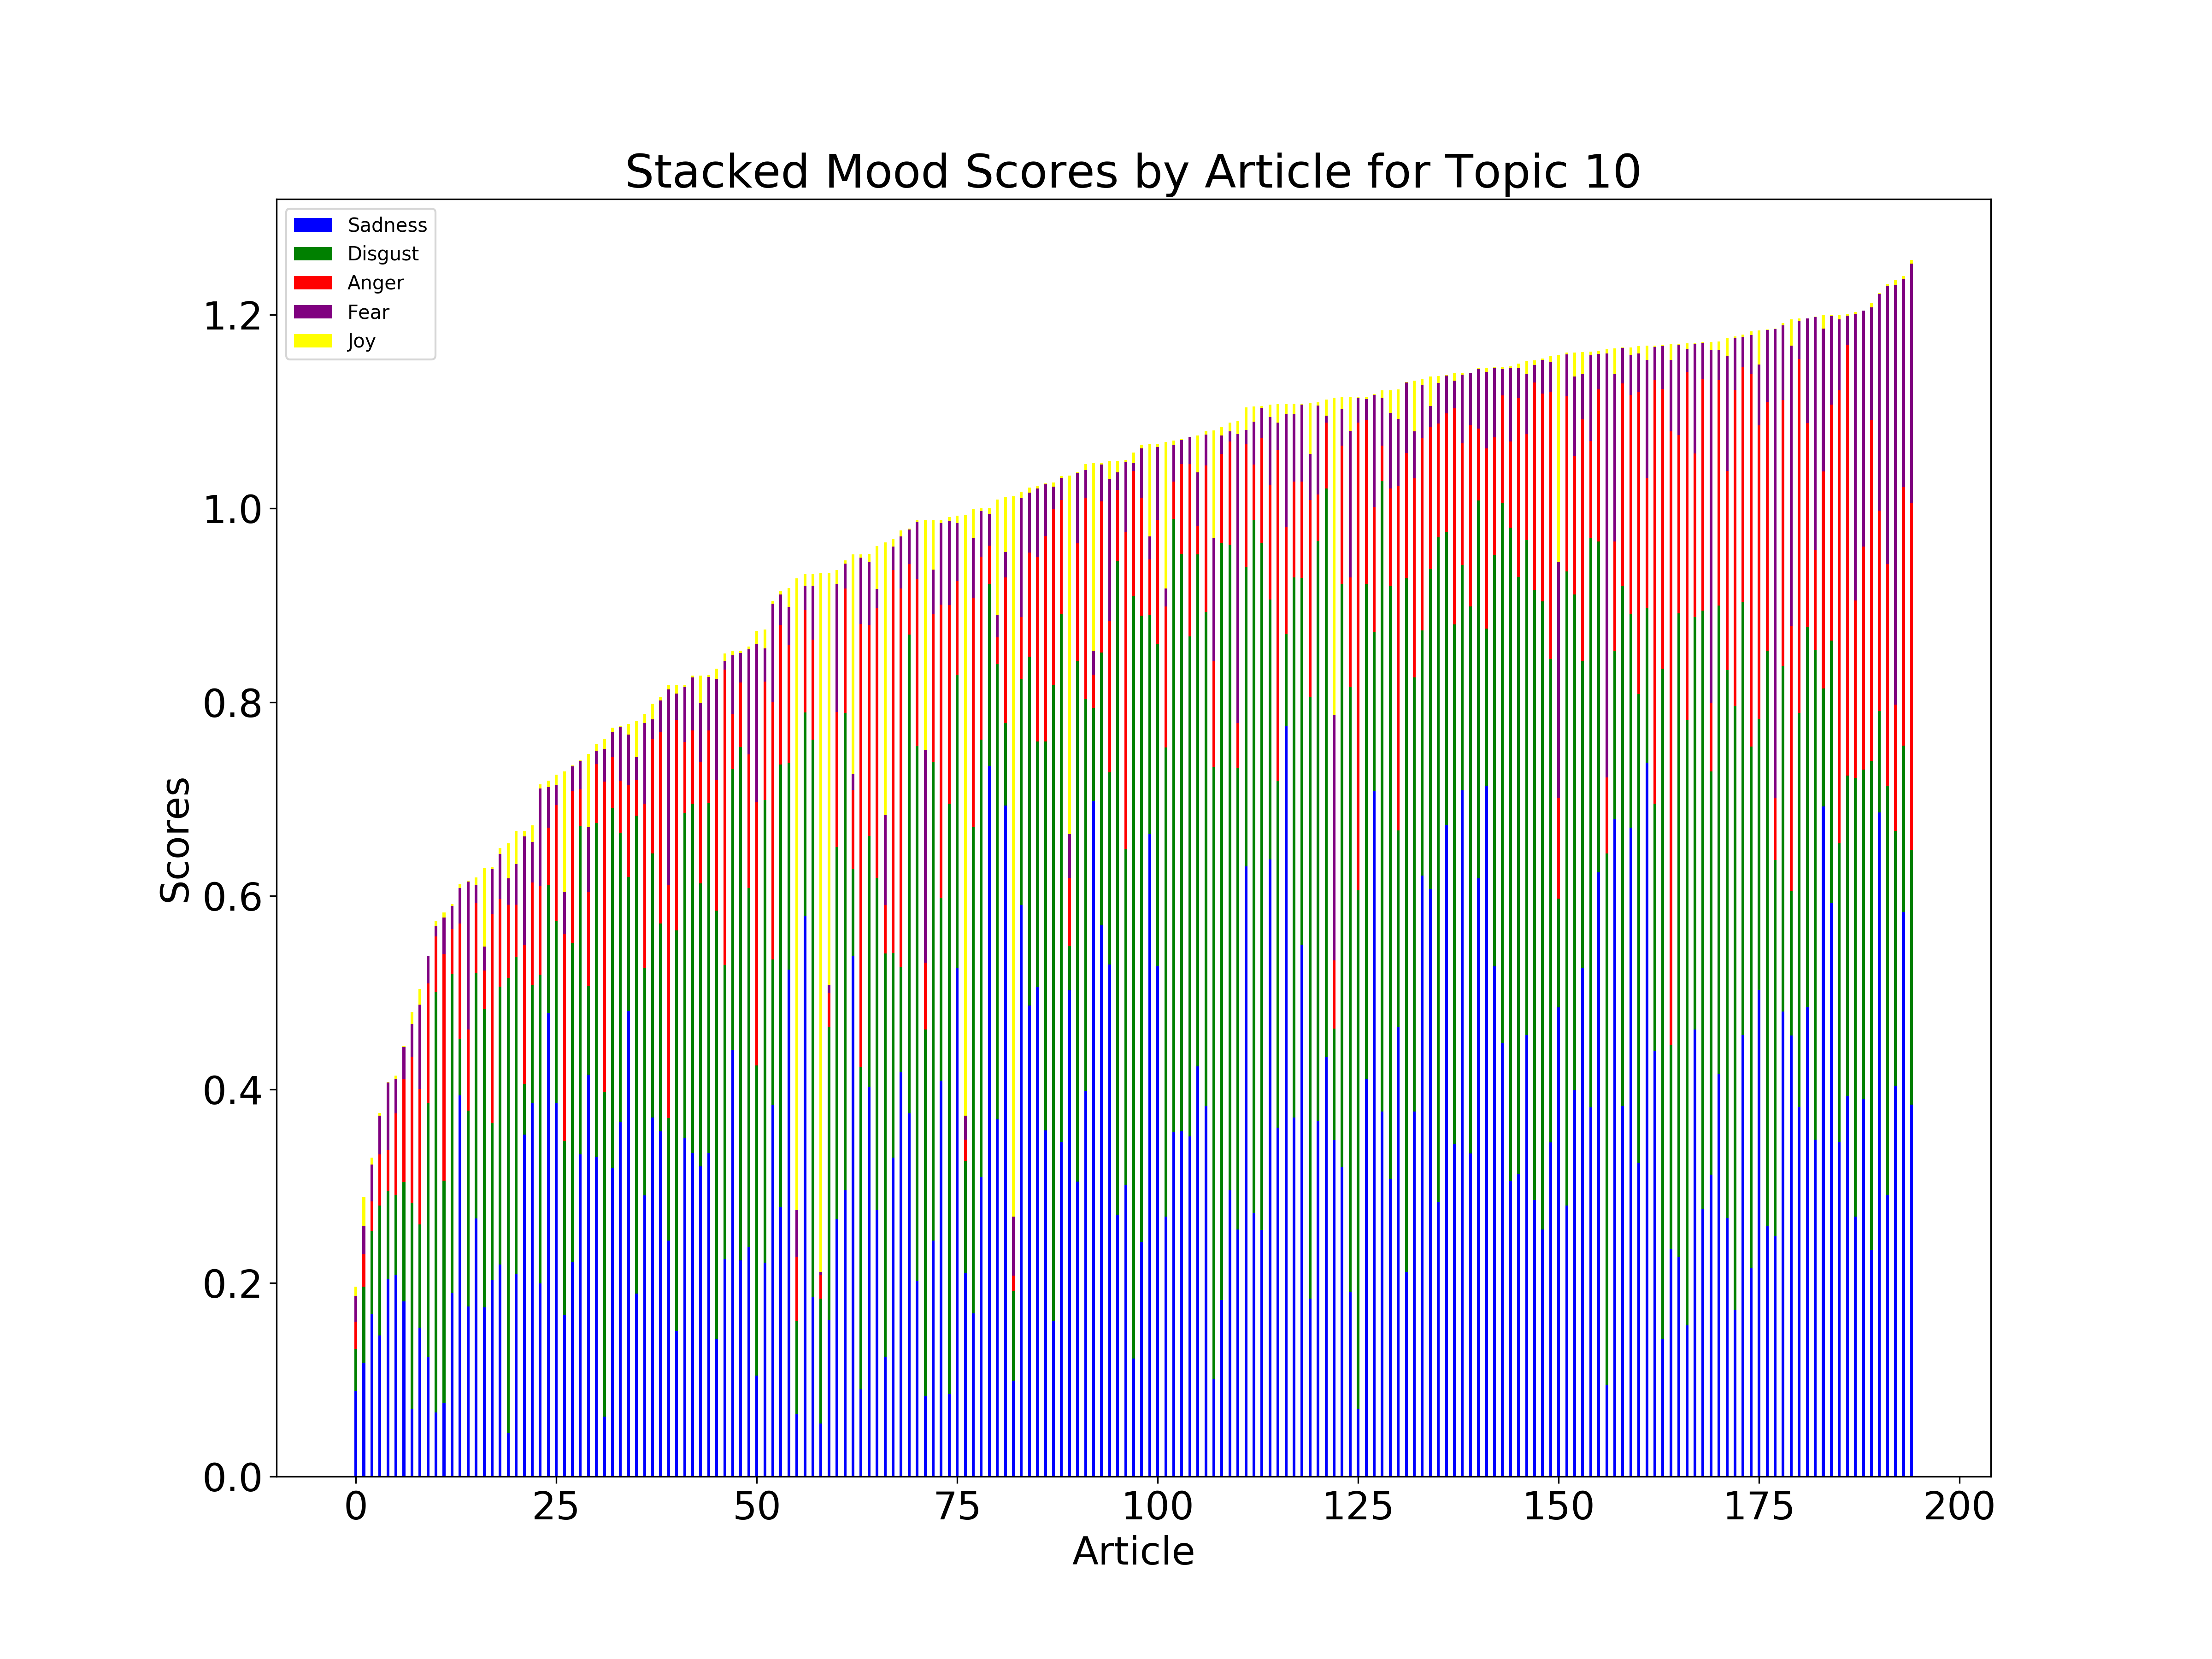 Stacked Mood Scores by Article for Topic 10
Sadness
Disgust
Anger
Fear
Joy
1.2
1.0
0.8
0.6
0.4
0.2
0.0
Scores
0 25 50 75 100 125 150 175 200
Article